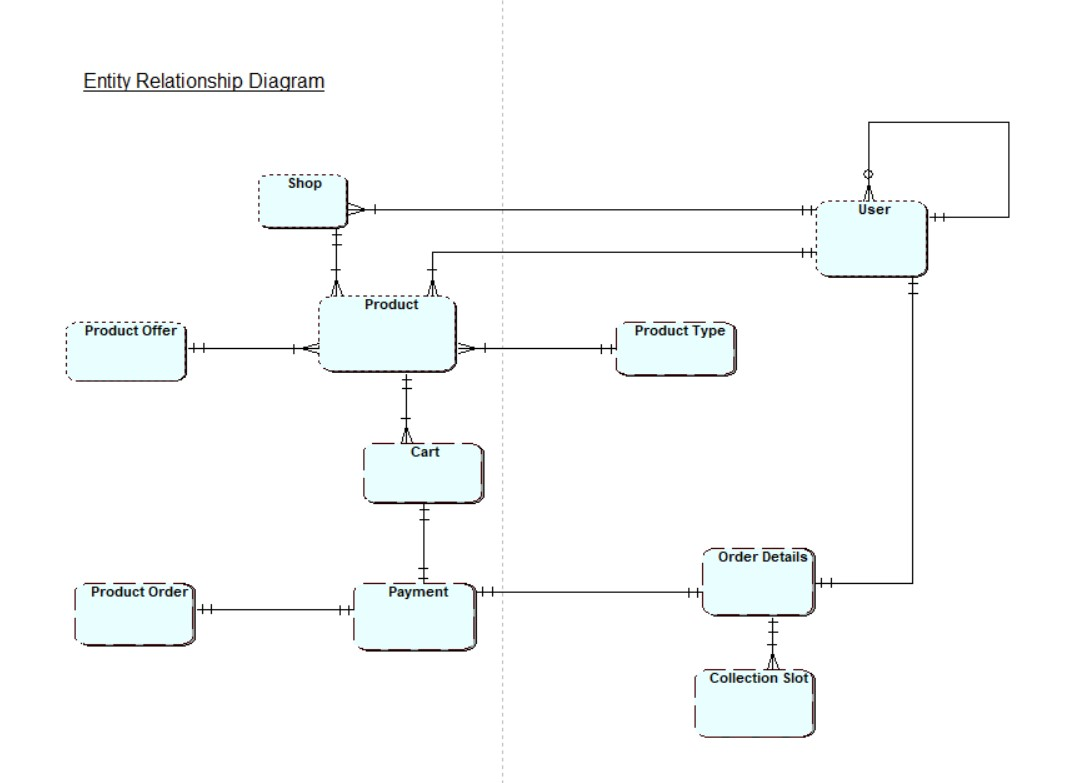 Entity Relationship Diagram
Shop
User
Product
Product Offer
Product Type
Cart
Order Details
Product Order
Payment
Collection Slot